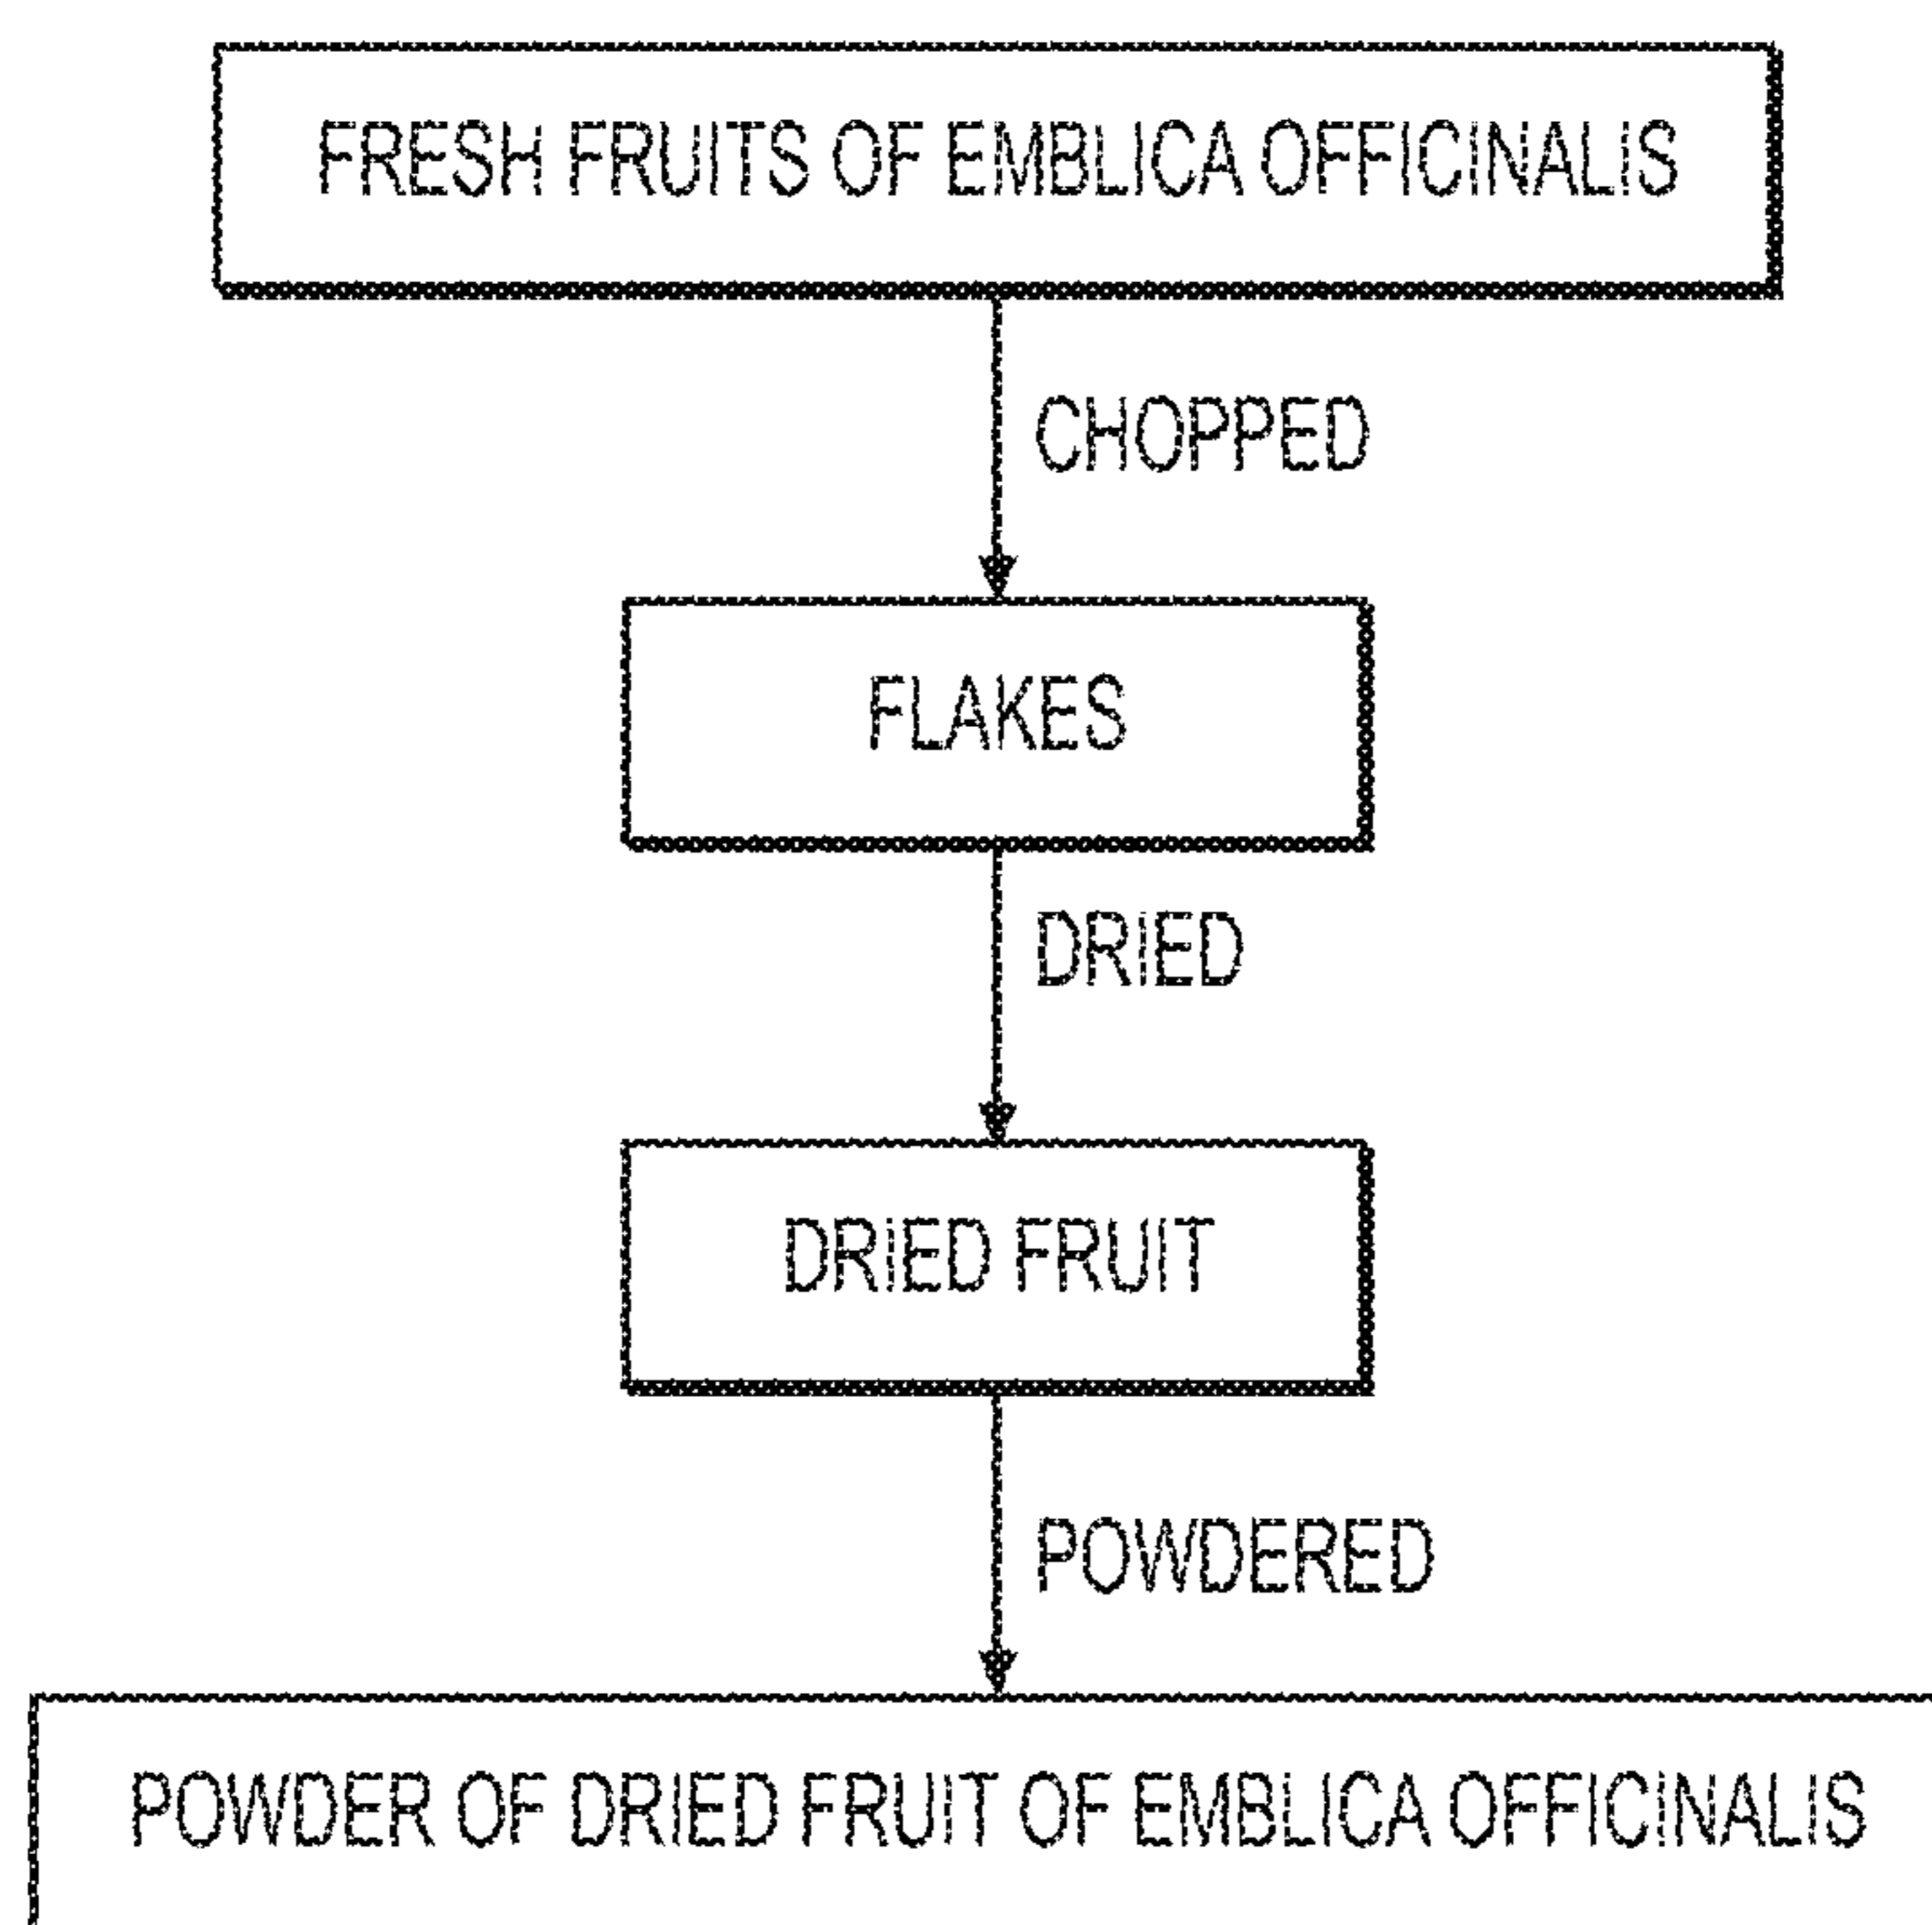 FRESH FRUITS OF EMBLICA OFFICINALIS
CHOPPED
FLAKES
DRIED
DRIED FRUIT
POWDERED
POWDER OF DRIED FRUIT OF EMBLICA OFFICINALIS